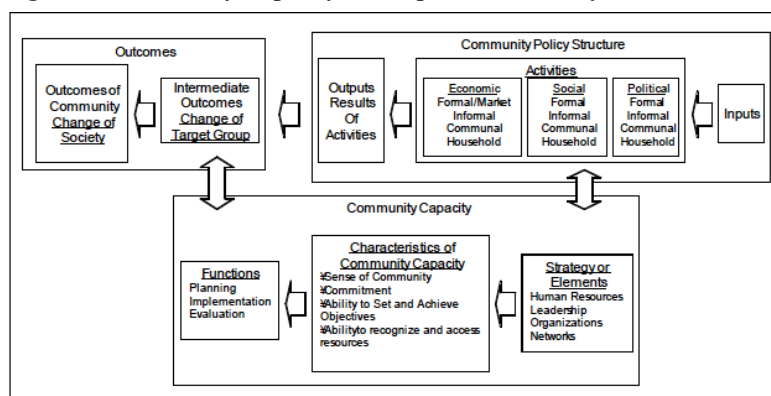 Outcomes
Outcomes of
Community
Change of
Society
Intermediate
Outcomes
Change of
Target Group
Community Policy Structure
Outputs
Results
Of
Activities
Activities
Economic
Formal/Market
Informal
Communal
Household
Social
Formal
Informal
Communal
Household
Political
Formal
Informal
Communal
Household
Inputs
Community Capacity
Functions
Planning
Implementation
Evaluation
Characteristics of
Community Capacity
¥Sense of Community
¥Commitment
¥Ability to Set and Achieve
Objectives
¥Abilityto recognize and access
resources
Strategy or
Elements
Human Resources
Leadership
Organizations
Networks